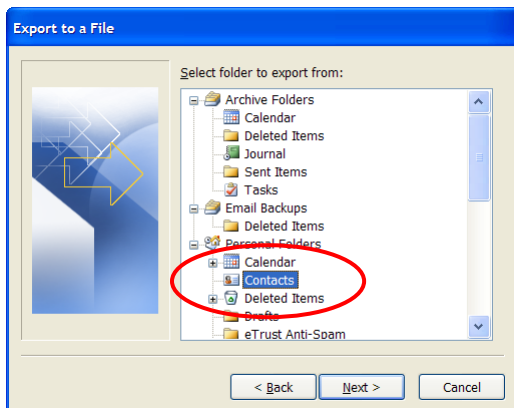 Export to a File
Select folder to export from:
Archive Folders
Calendar
Deleted Items
Journal
Sent Items
Tasks
Email Backups
Deleted Items
Personal Folders
Calendar
Contacts
Deleted Items
Drafts
eTrust Anti-Spam
< Back
Next >
Cancel